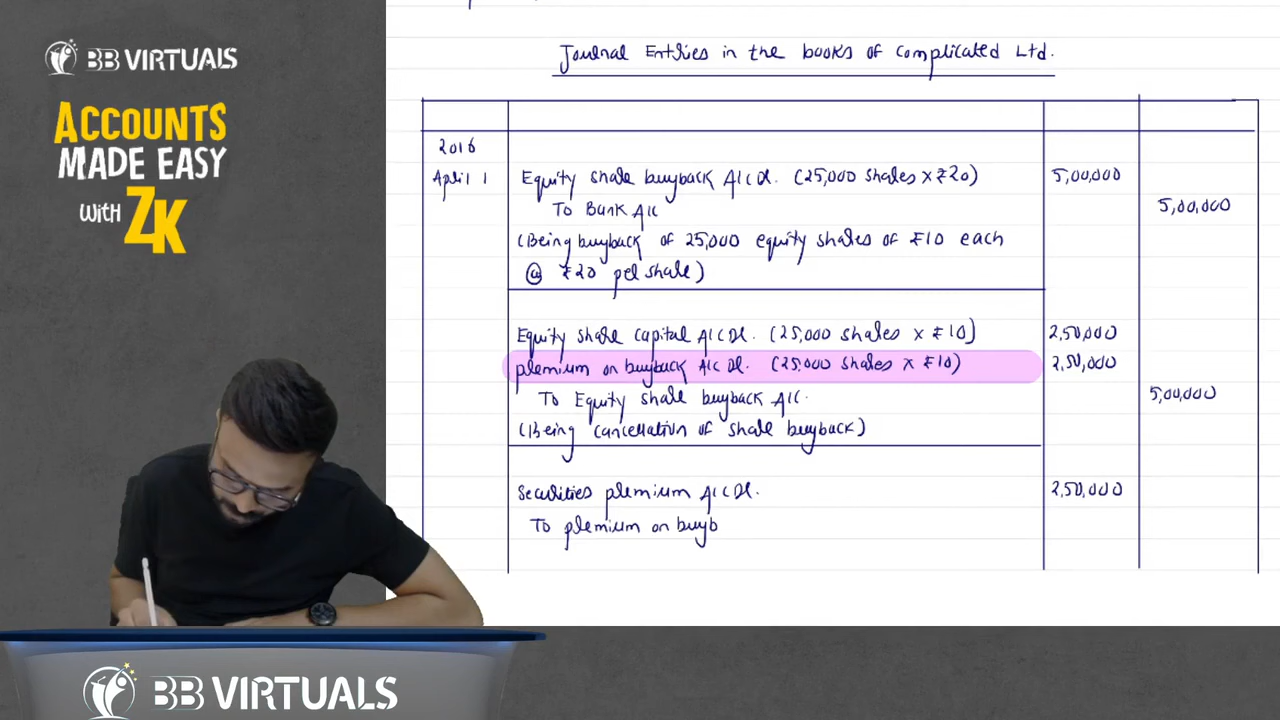 BB VIRTUALS
ACCOUNTS
MADE EASY
with ZK
Journal Entries in the books of Complicated Ltd.
2016
April 1 Equity share buyback A/c Dr. (25,000 shares x ₹20) 5,00,000
To Bank A/c 5,00,000
(Being buyback of 25,000 equity shares of ₹10 each
@ ₹20 per share)
Equity share capital A/c Dr. (25,000 shares x ₹10) 2,50,000
premium on buyback A/c Dr. (25,000 shares x ₹10) 2,50,000
To Equity share buyback A/c. 5,00,000
(Being cancellation of share buyback)
Securities premium A/c Dr. 2,50,000
To premium on buyb
BB VIRTUALS